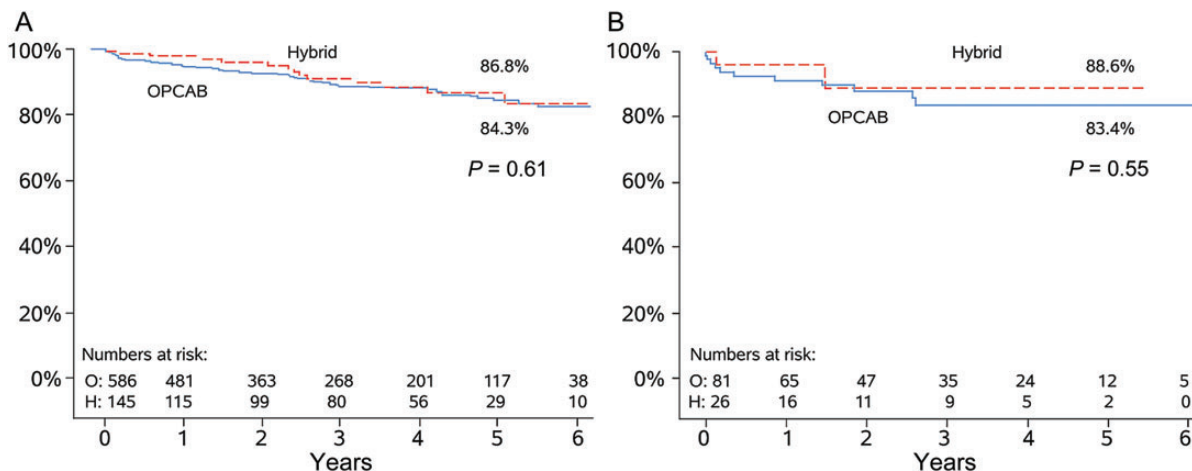 A
100%
80%
60%
40%
20%
0%
Hybrid
86.8%
OPCAB
84.3%
P = 0.61
Numbers at risk:
O: 586 481 363 268 201 117 38
H: 145 115 99 80 56 29 10
0 1 2 3 4 5 6
Years
B
100%
80%
60%
40%
20%
0%
Hybrid
88.6%
OPCAB
83.4%
P = 0.55
Numbers at risk:
O: 81 65 47 35 24 12 5
H: 26 16 11 9 5 2 0
0 1 2 3 4 5 6
Years